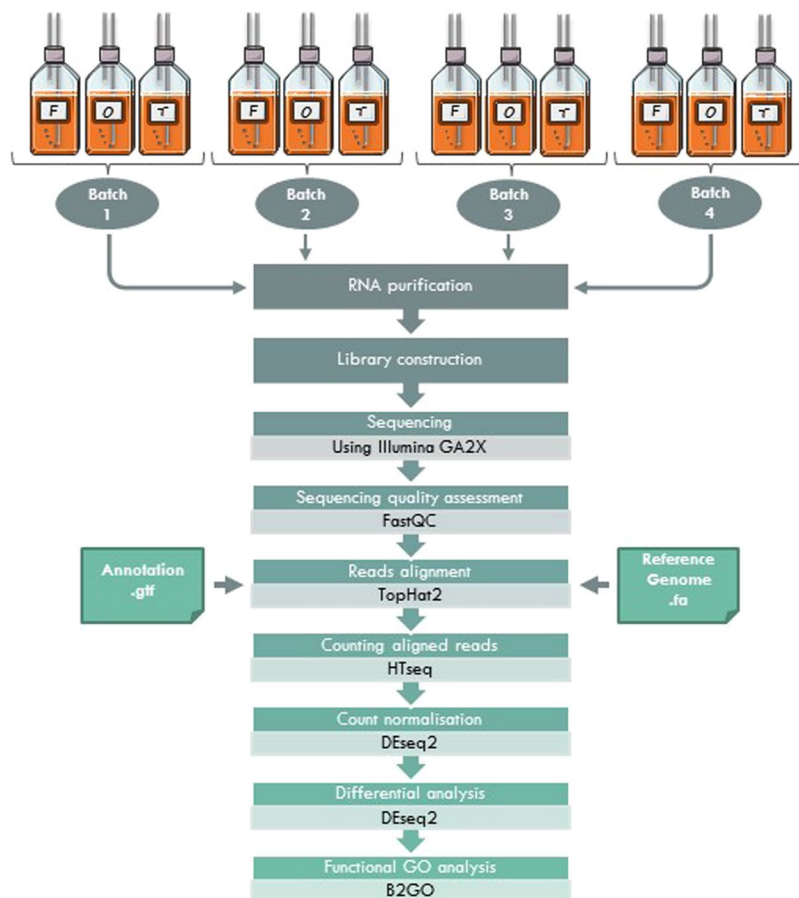 F O T F O T F O T F O T
Batch 1
Batch 2
Batch 3
Batch 4
RNA purification
Library construction
Sequencing
Using Illumina GA2X
Sequencing quality assessment
FastQC
Annotation
.gtf
Reads alignment
TopHat2
Reference
Genome
.fa
Counting aligned reads
HTseq
Count normalisation
DEseq2
Differential analysis
DEseq2
Functional GO analysis
B2GO